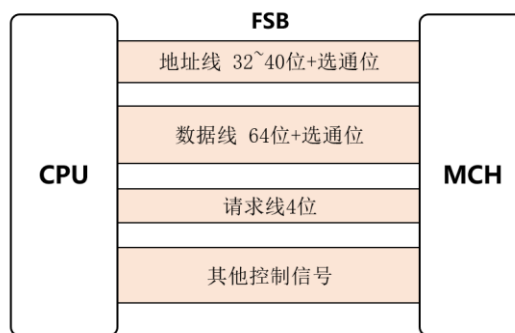 FSB
地址线 32~40位+选通位
数据线 64位+选通位
CPU
MCH
请求线4位
其他控制信号